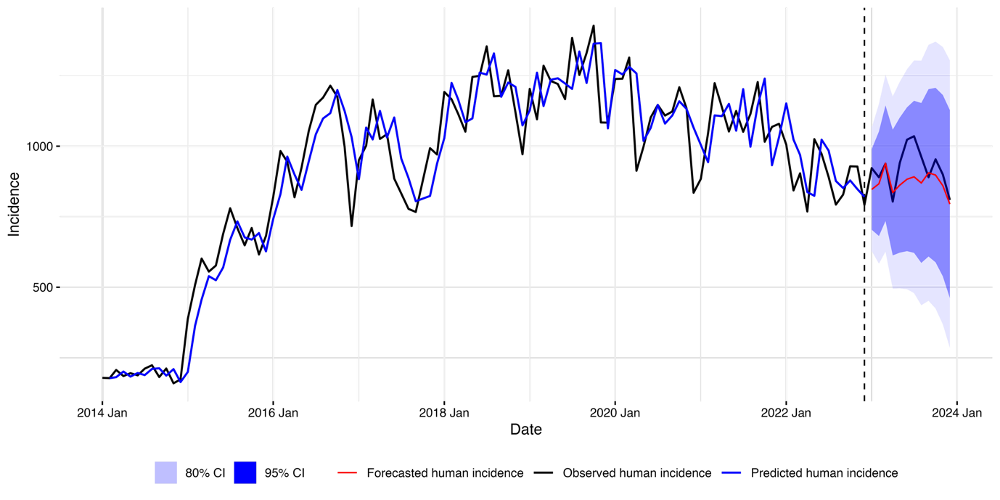 Incidence
1000
500
2014 Jan
2016 Jan
2018 Jan
2020 Jan
2022 Jan
2024 Jan
Date
80% CI
95% CI
Forecasted human incidence
Observed human incidence
Predicted human incidence